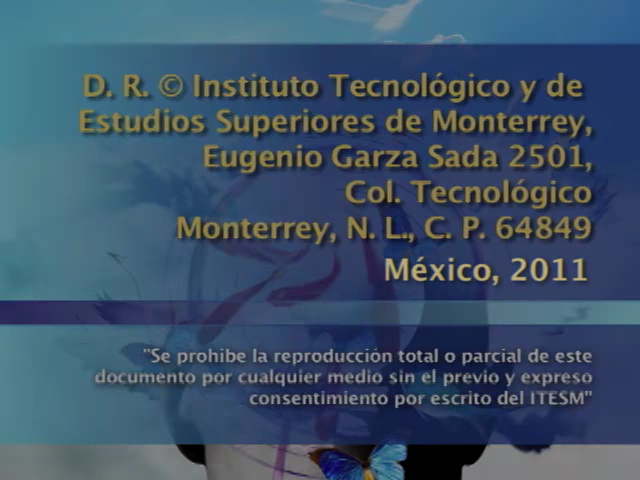 D. R. © Instituto Tecnológico y de
Estudios Superiores de Monterrey,
Eugenio Garza Sada 2501,
Col. Tecnológico
Monterrey, N. L., C. P. 64849
México, 2011
"Se prohibe la reproducción total o parcial de este
documento por cualquier medio sin el previo y expreso
consentimiento por escrito del ITESM"